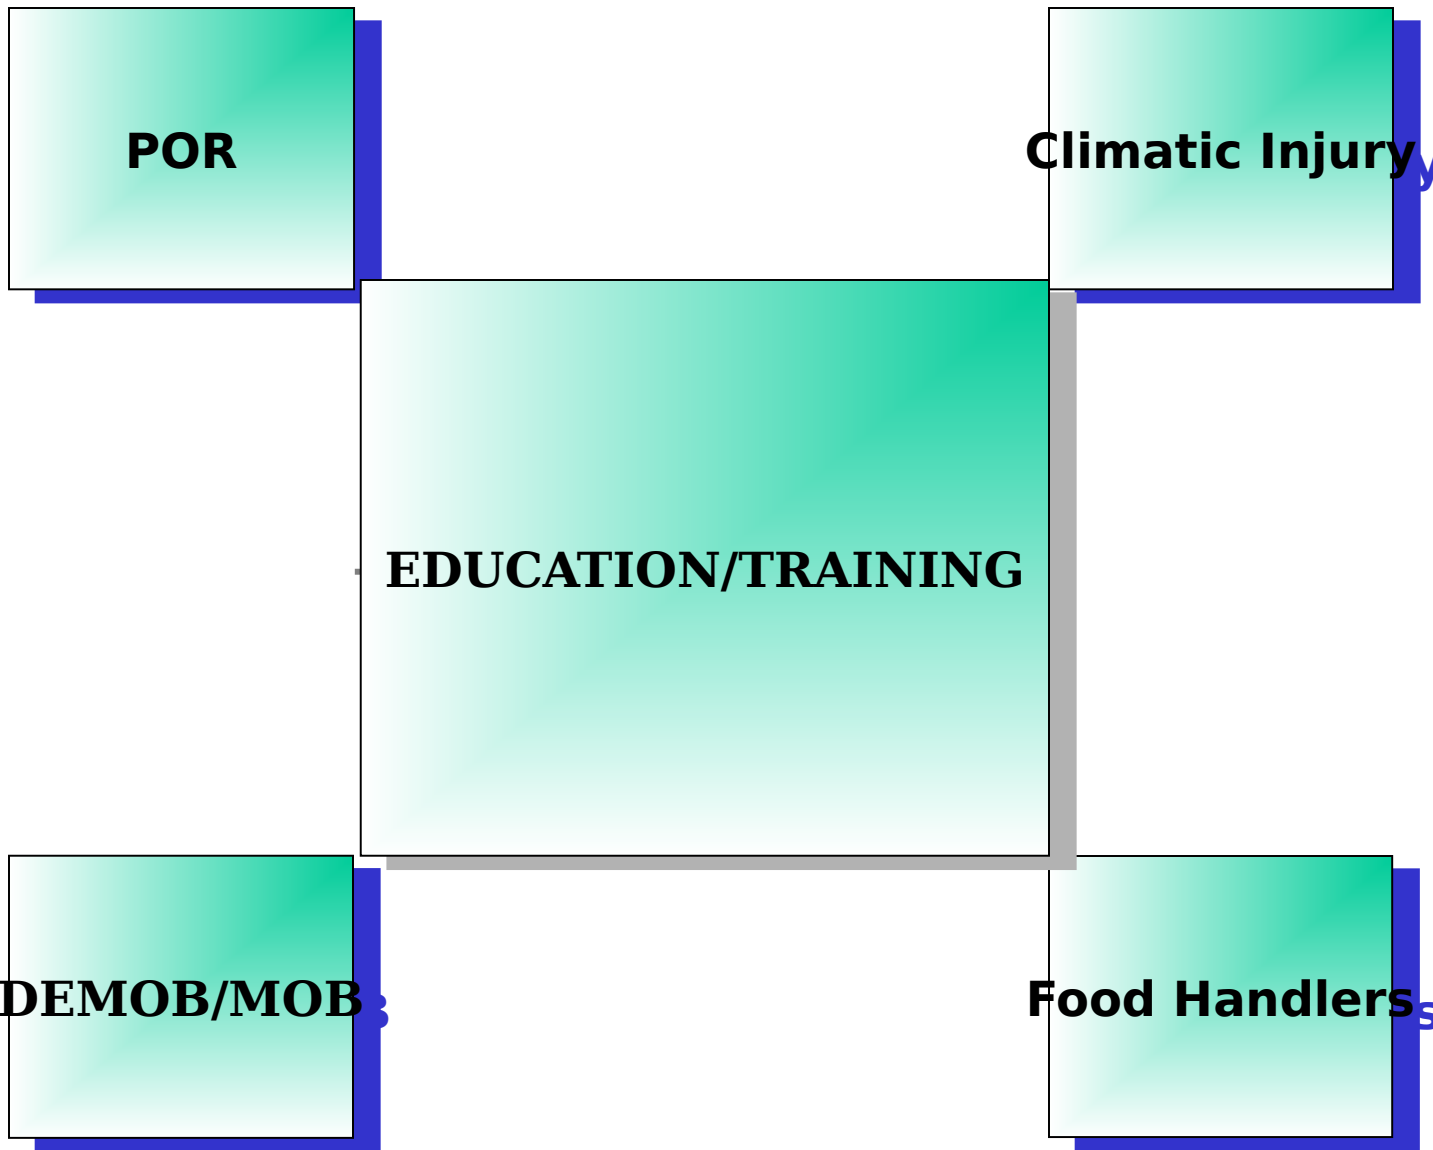 POR
Climatic Injury
EDUCATION/TRAINING
DEMOB/MOB
Food Handlers